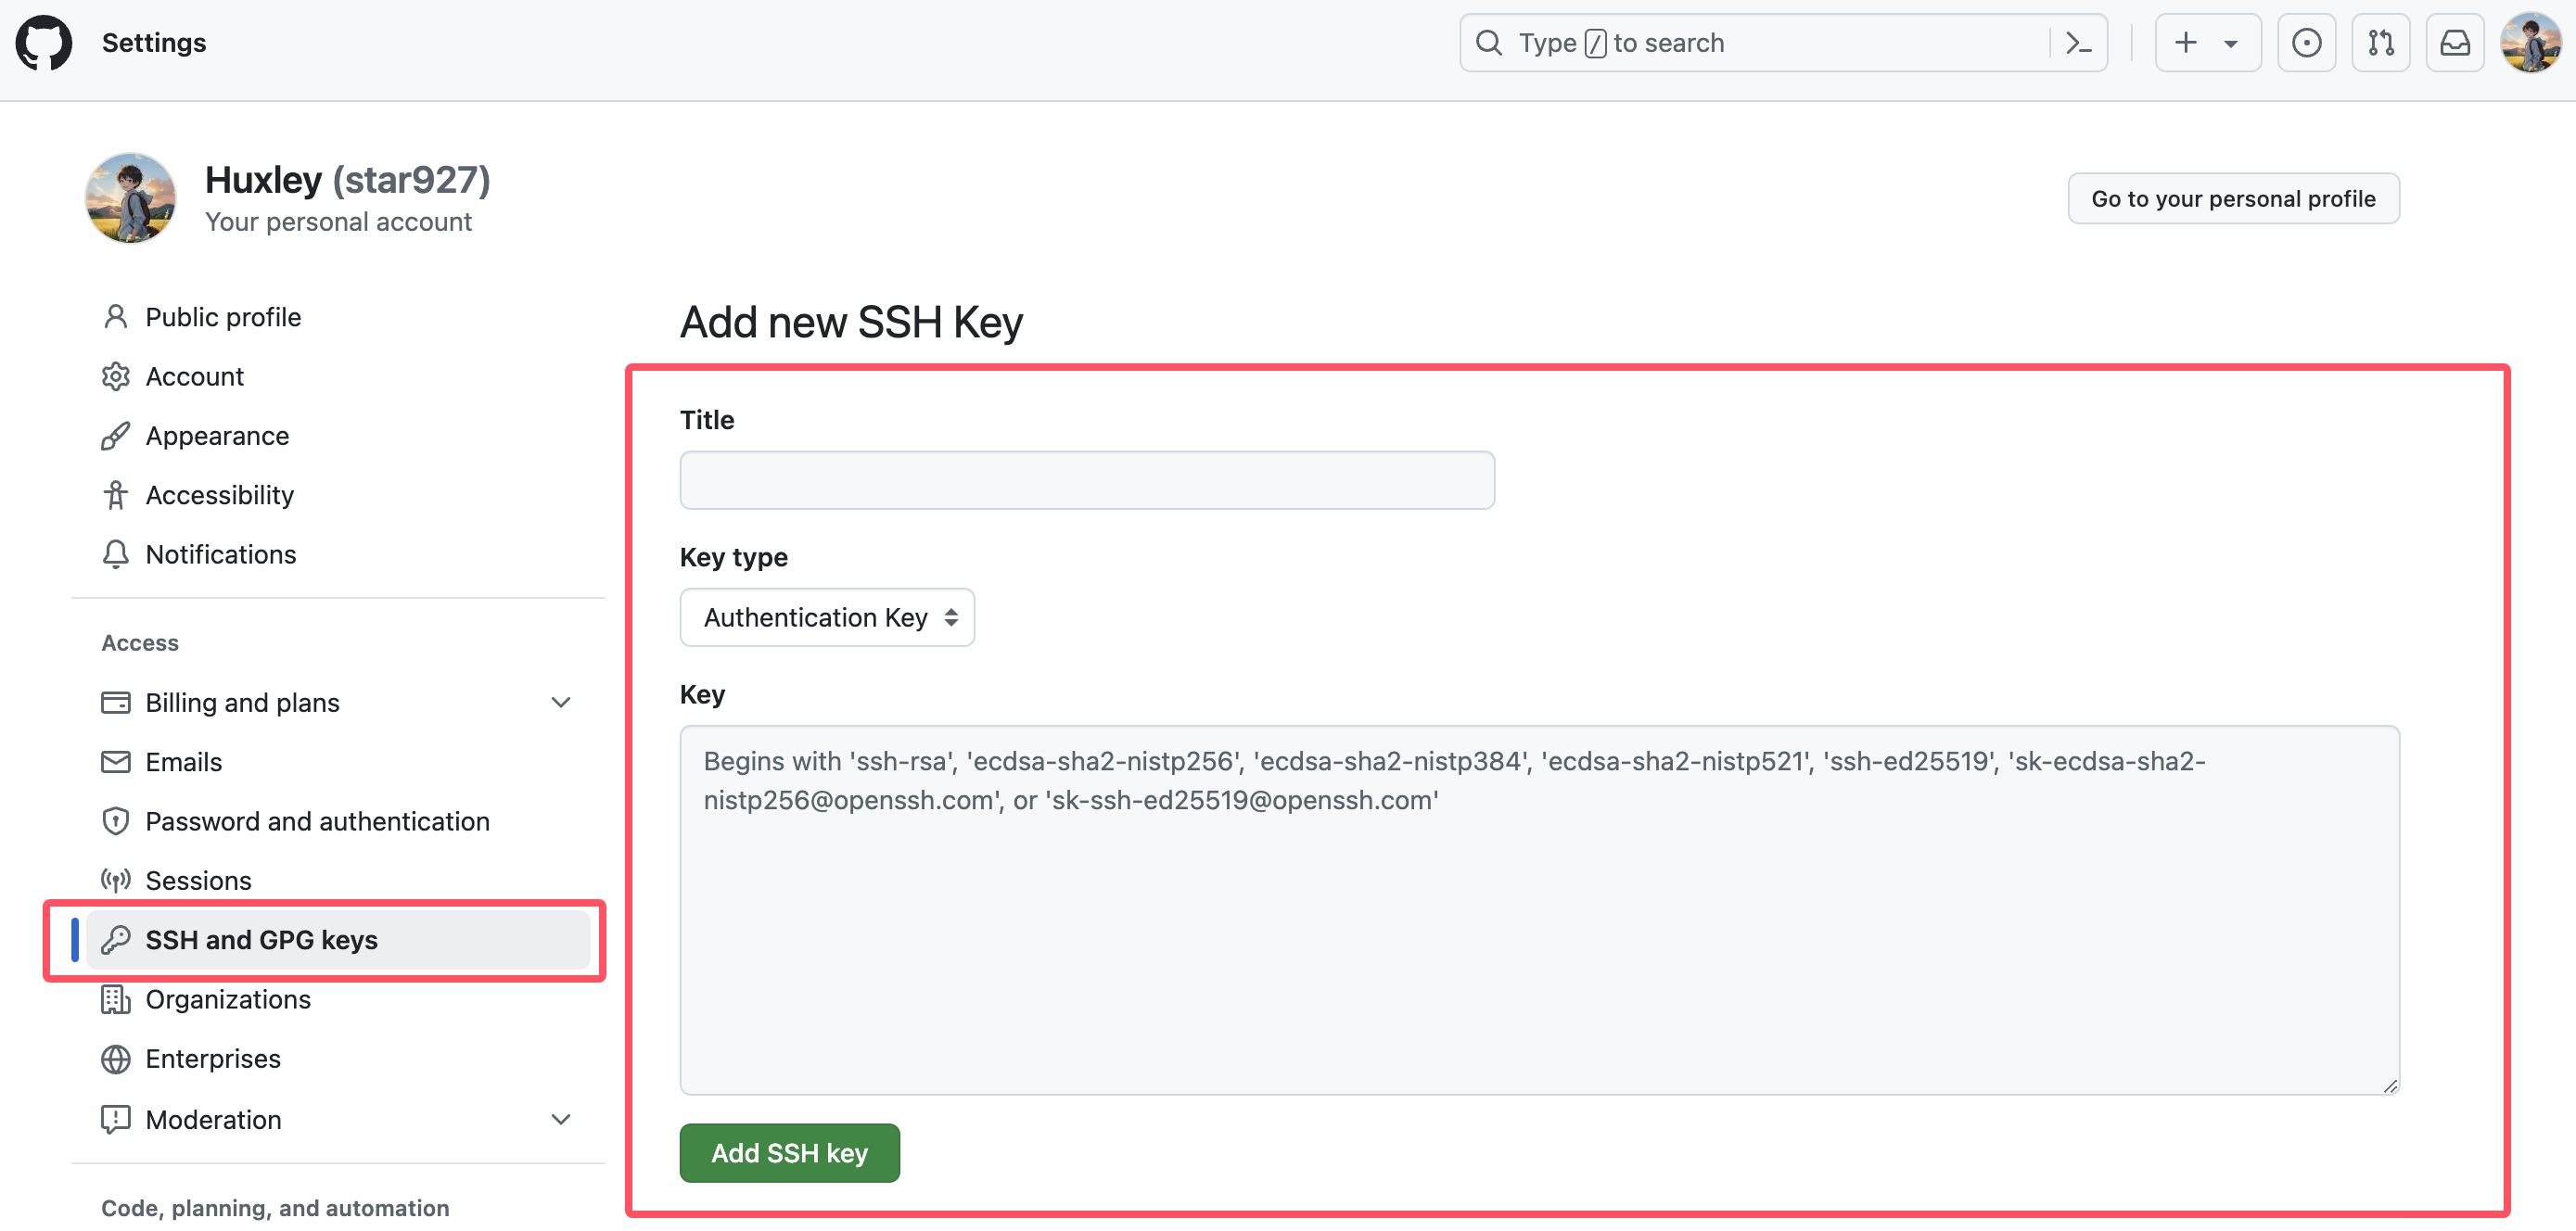 Settings
Type / to search
Huxley (star927)
Your personal account
Go to your personal profile
Public profile
Account
Appearance
Accessibility
Notifications
Access
Billing and plans
Emails
Password and authentication
Sessions
SSH and GPG keys
Organizations
Enterprises
Moderation
Code, planning, and automation
Add new SSH Key
Title
Key type
Authentication Key
Key
Begins with 'ssh-rsa', 'ecdsa-sha2-nistp256', 'ecdsa-sha2-nistp384', 'ecdsa-sha2-nistp521', 'ssh-ed25519', 'sk-ecdsa-sha2-
nistp256@openssh.com', or 'sk-ssh-ed25519@openssh.com'
Add SSH key